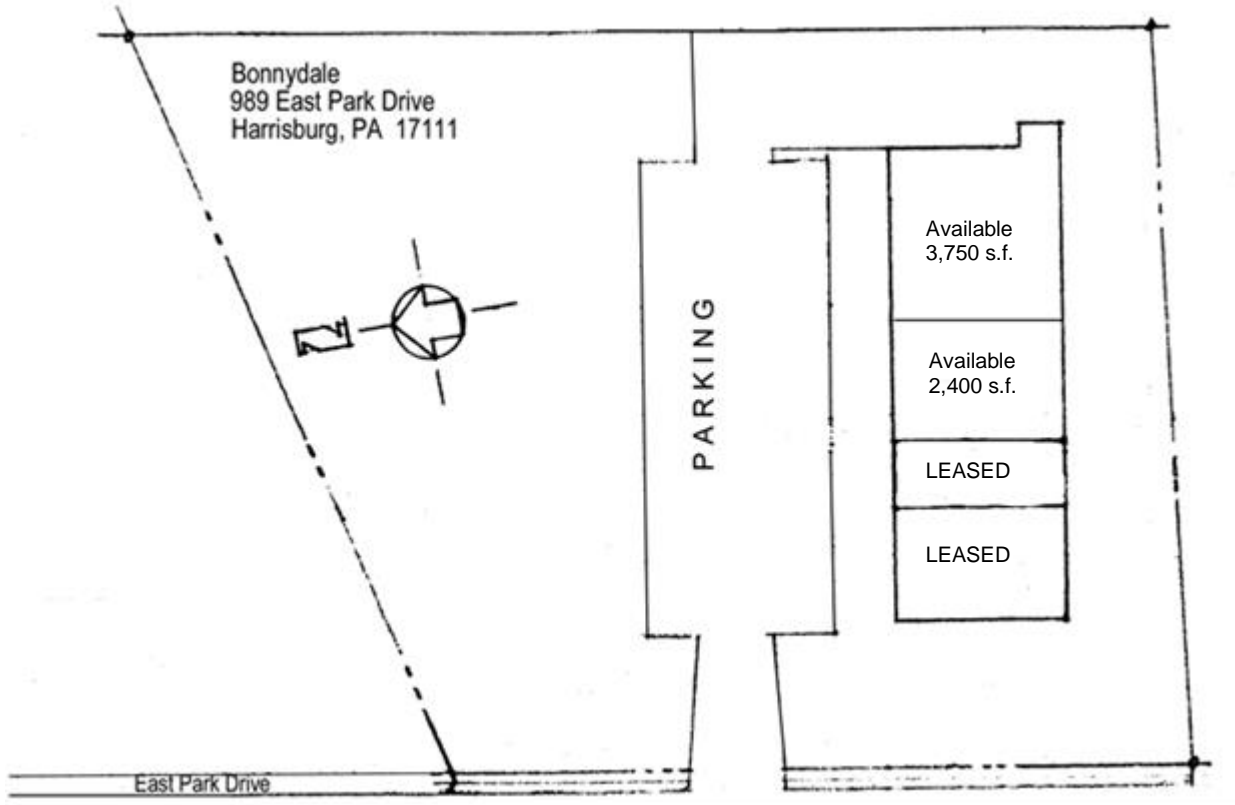 Bonnydale
989 East Park Drive
Harrisburg, PA  17111
Available
3,750 s.f.
N
PARKING
Available
2,400 s.f.
LEASED
LEASED
East Park Drive